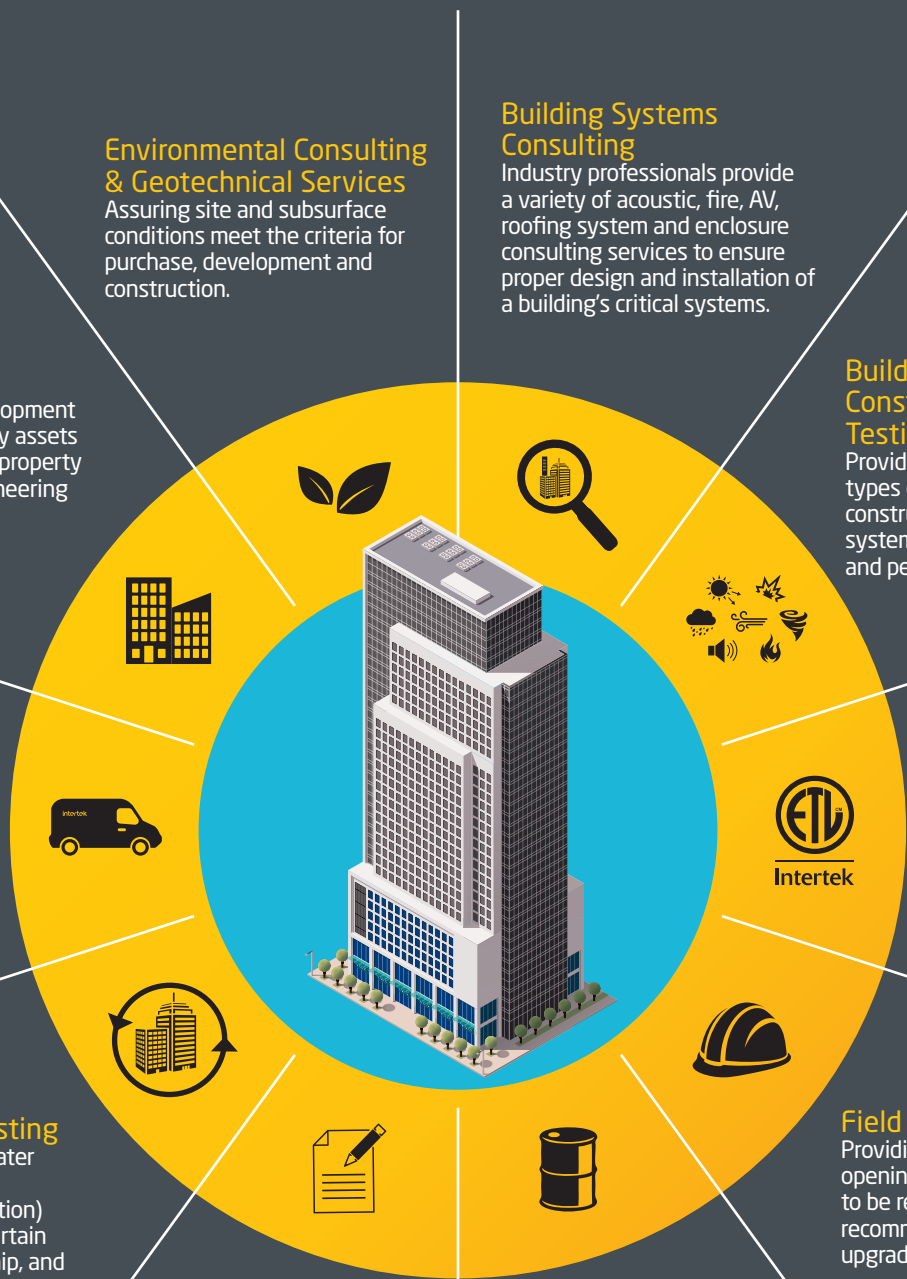 Environmental Consulting
& Geotechnical Services
Assuring site and subsurface
conditions meet the criteria for
purchase, development and
construction.
Building Systems
Consulting
Industry professionals provide
a variety of acoustic, fire, AV,
roofing system and enclosure
consulting services to ensure
proper design and installation of
a building's critical systems.
opment
y assets
property
neering
Build
Const
Testi
Provid
types
constru
system
and pe
intertek
ETL
CM
Intertek
sting
ater
tion)
rtain
ip, and
Field
Providi
openin
to be re
recomm
upgrad